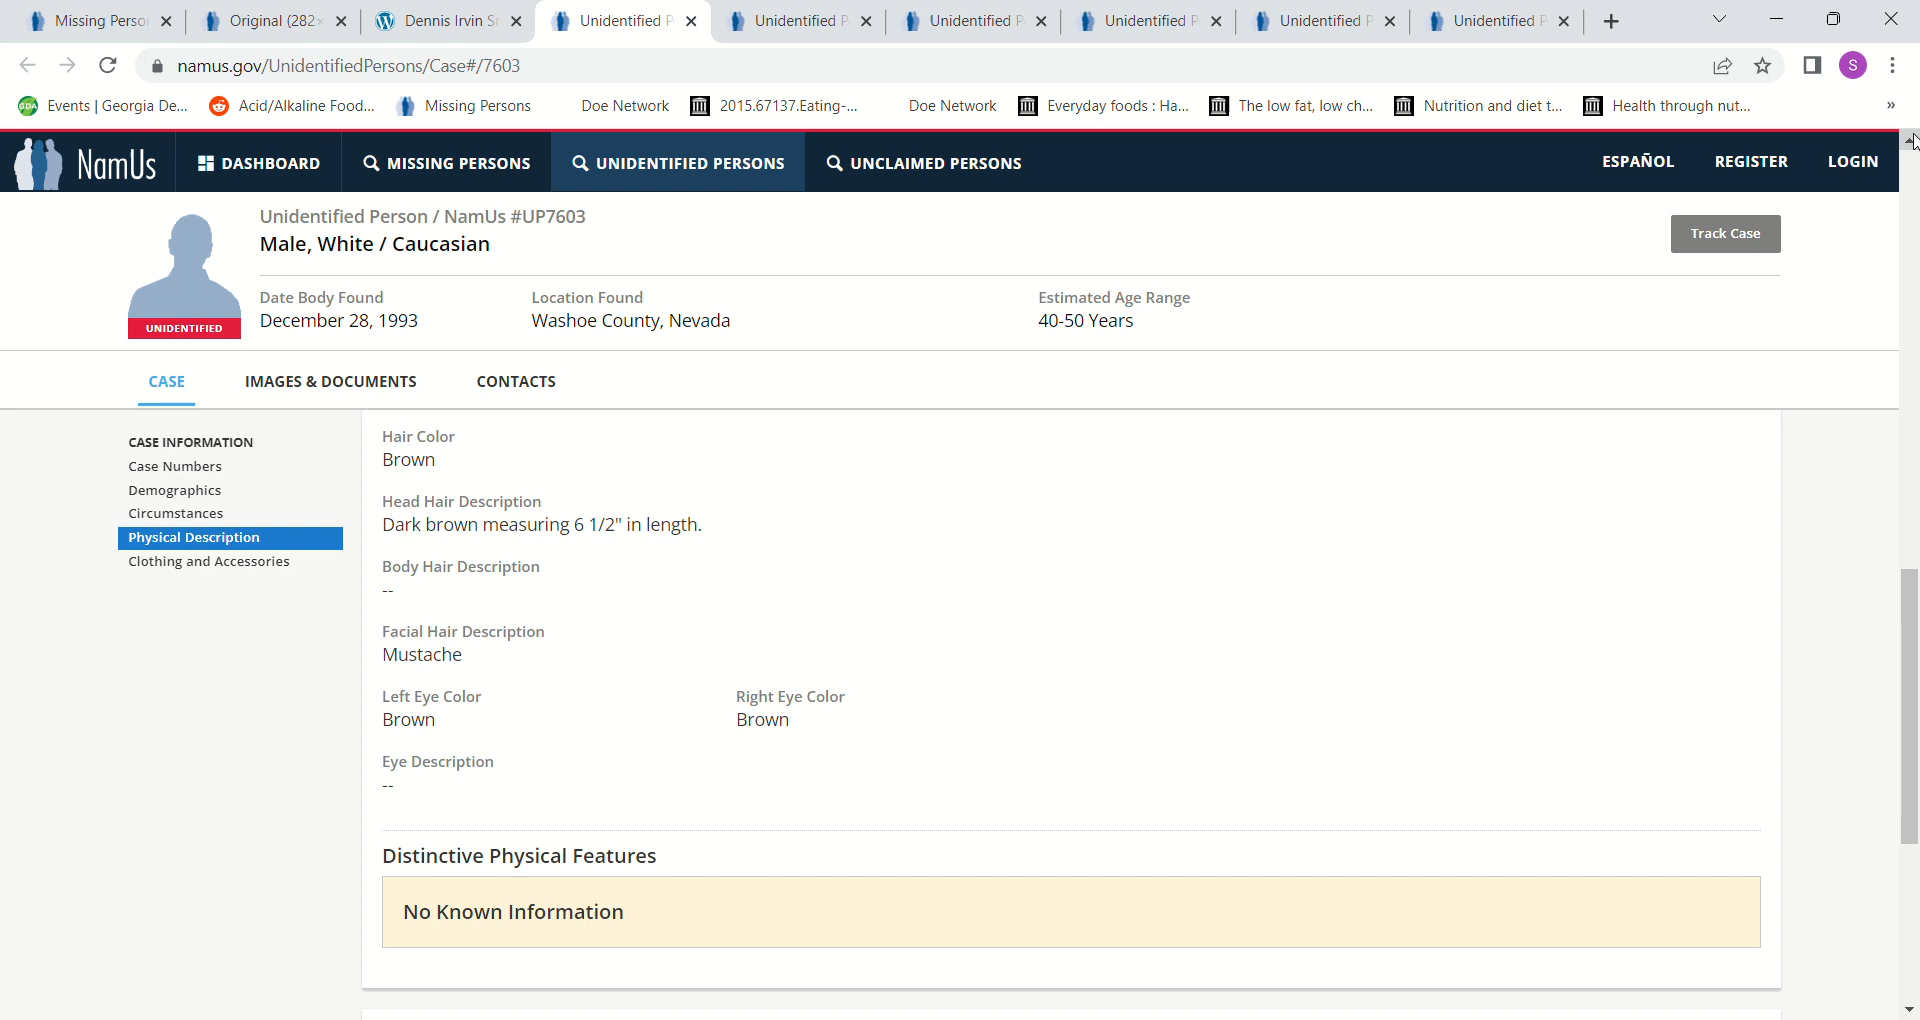 Missing Perso
Original (282×
Dennis Irvin Sr
Unidentified P
Unidentified P
Unidentified P
Unidentified P
Unidentified P
Unidentified P
namus.gov/UnidentifiedPersons/Case#/7603
S
GDA
Events | Georgia De...
Acid/Alkaline Food...
Missing Persons
Doe Network
2015.67137.Eating-...
Doe Network
Everyday foods : Ha...
The low fat, low ch...
Nutrition and diet t...
Health through nut...
»
NamUs
DASHBOARD
MISSING PERSONS
UNIDENTIFIED PERSONS
UNCLAIMED PERSONS
ESPAÑOL
REGISTER
LOGIN
Unidentified Person / NamUs #UP7603
Male, White / Caucasian
Track Case
UNIDENTIFIED
Date Body Found
December 28, 1993
Location Found
Washoe County, Nevada
Estimated Age Range
40-50 Years
CASE
IMAGES & DOCUMENTS
CONTACTS
CASE INFORMATION
Case Numbers
Demographics
Circumstances
Physical Description
Clothing and Accessories
Hair Color
Brown
Head Hair Description
Dark brown measuring 6 1/2" in length.
Body Hair Description
--
Facial Hair Description
Mustache
Left Eye Color
Brown
Right Eye Color
Brown
Eye Description
--
Distinctive Physical Features
No Known Information